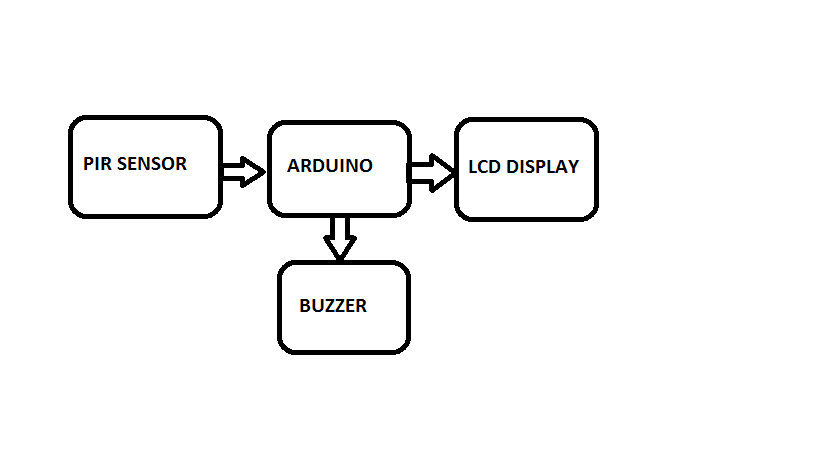 PIR SENSOR
ARDUINO
LCD DISPLAY
BUZZER